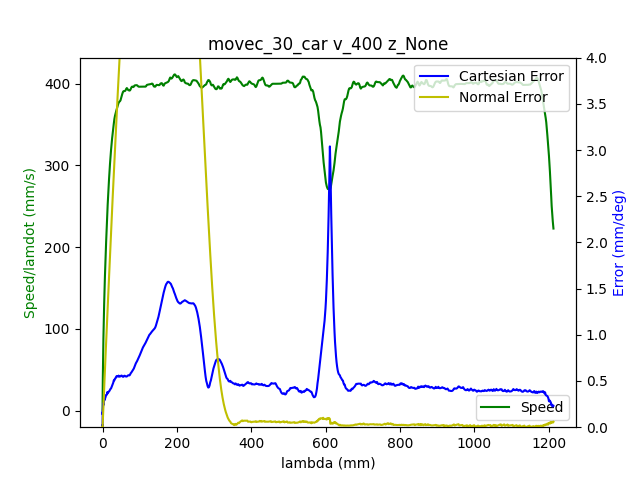 movec_30_car v_400 z_None
Cartesian Error
Normal Error
Speed
Speed/lamdot (mm/s)
400
300
200
100
0
Error (mm/deg)
4.0
3.5
3.0
2.5
2.0
1.5
1.0
0.5
0.0
0 200 400 600 800 1000 1200
lambda (mm)